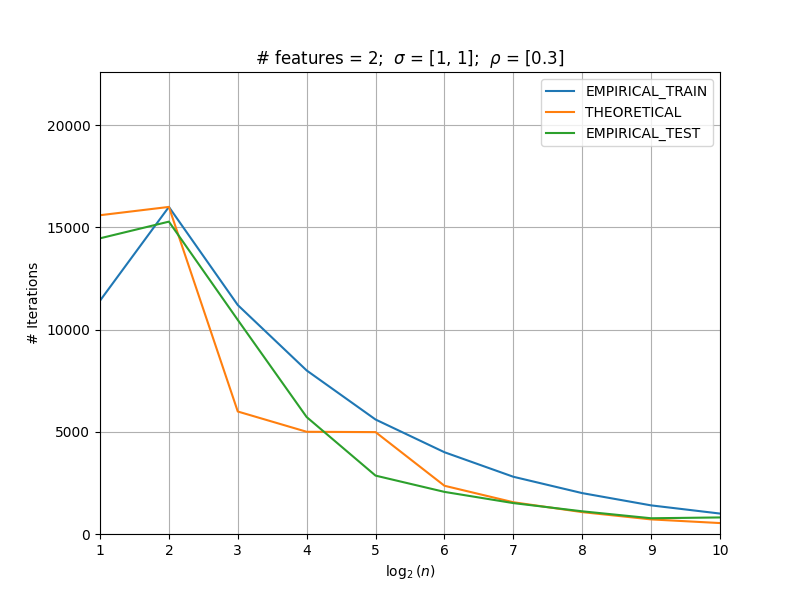 # features = 2;  σ = [1, 1];  ρ = [0.3]
EMPIRICAL_TRAIN
THEORETICAL
EMPIRICAL_TEST
20000
15000
10000
5000
0
# Iterations
1 2 3 4 5 6 7 8 9 10
log₂(n)